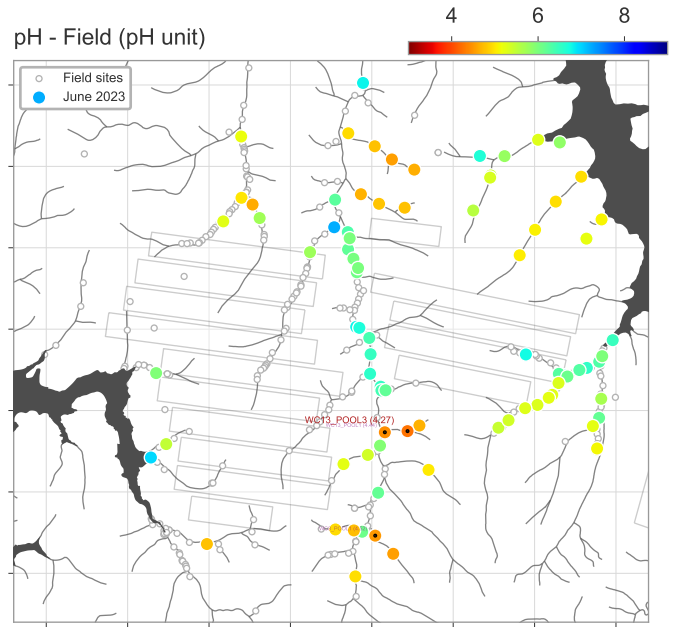 pH - Field (pH unit)
4 6 8
Field sites
June 2023
WC13_POOL3 (4.27)